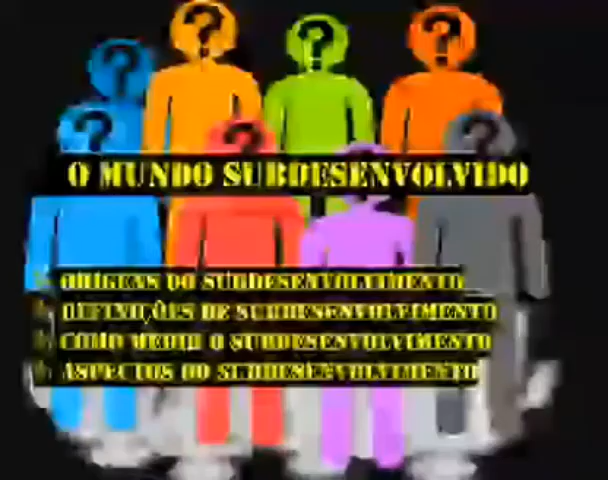 O MUNDO SUBDESENVOLVIDO
ORIGENS DO SUBDESENVOLVIMENTO
DEFINIÇÕES DE SUBDESENVOLVIMENTO
COMO MEDIR O SUBDESENVOLVIMENTO
ASPECTOS DO SUBDESENVOLVIMENTO